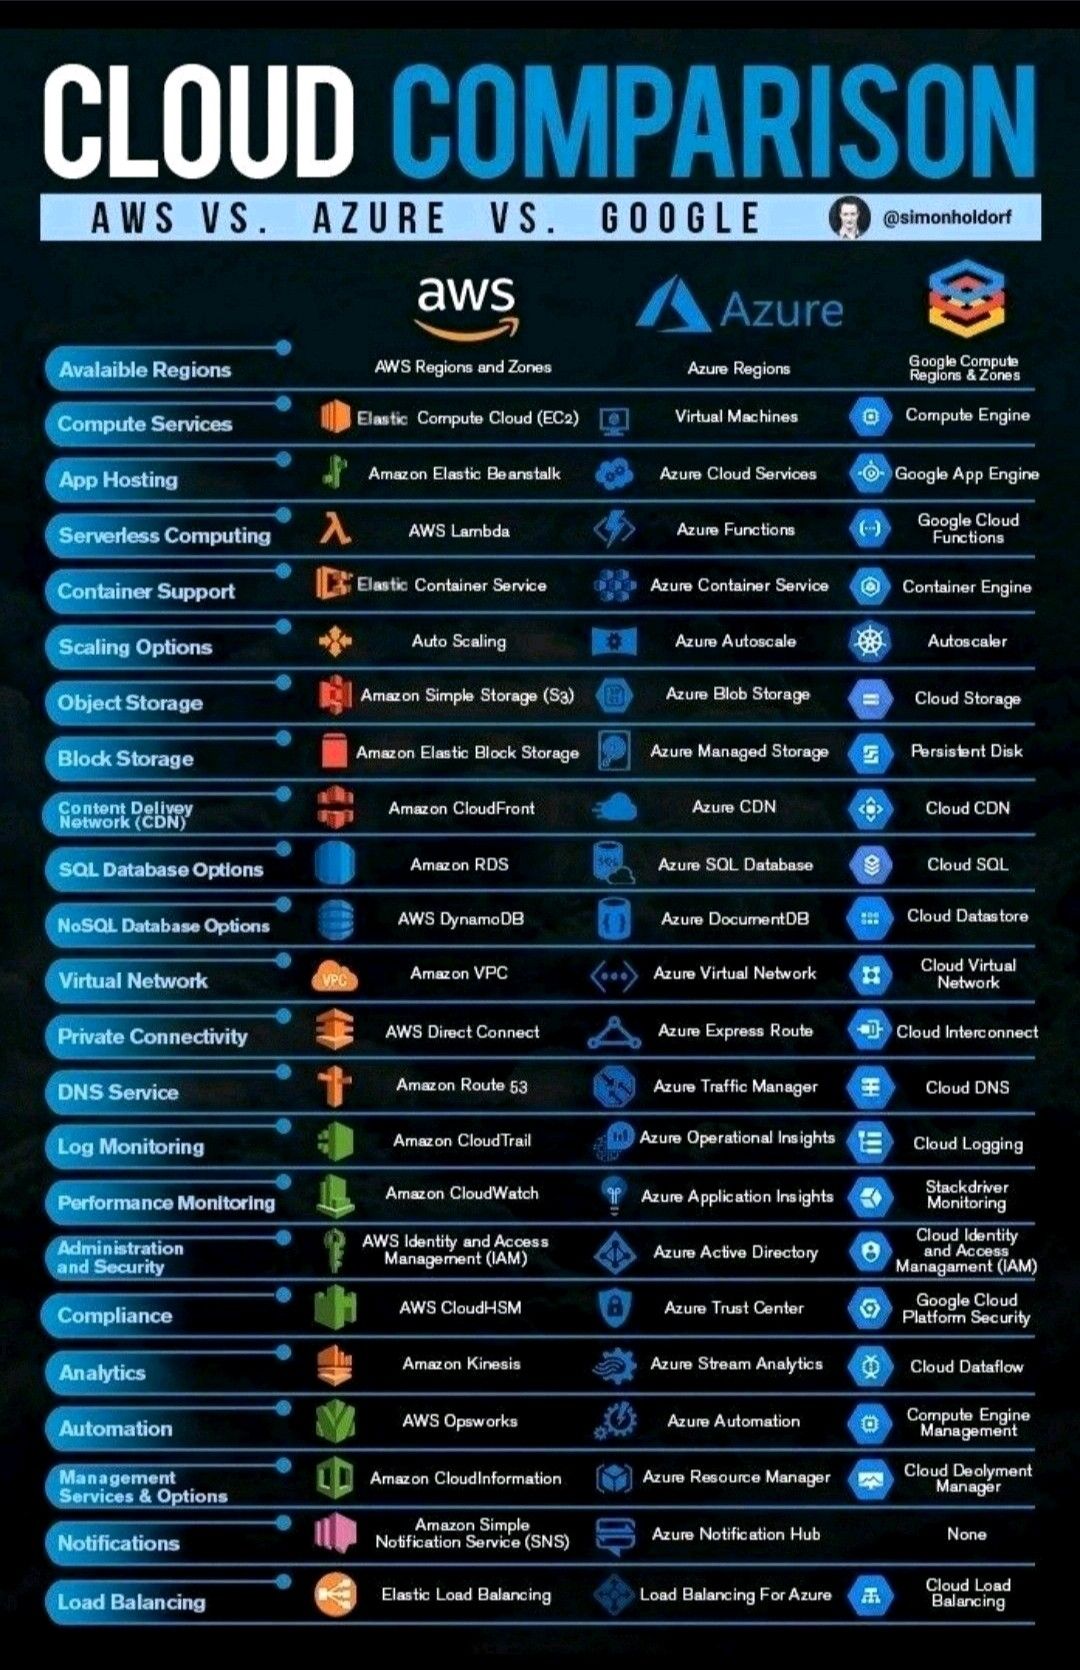 CLOUD COMPARISON
AWS VS. AZURE VS. GOOGLE @simonholdorf
aws Azure
Avalaible Regions AWS Regions and Zones Azure Regions Google Compute
Regions & Zones
Compute Services Elastic Compute Cloud (EC2) Virtual Machines Compute Engine
App Hosting Amazon Elastic Beanstalk Azure Cloud Services Google App Engine
Serverless Computing AWS Lambda Azure Functions Google Cloud
Functions
Container Support Elastic Container Service Azure Container Service Container Engine
Scaling Options Auto Scaling Azure Autoscale Autoscaler
Object Storage Amazon Simple Storage (S3) Azure Blob Storage Cloud Storage
Block Storage Amazon Elastic Block Storage Azure Managed Storage Persistent Disk
Content Delivey
Network (CDN) Amazon CloudFront Azure CDN Cloud CDN
SQL Database Options Amazon RDS SQL Azure SQL Database Cloud SQL
NoSQL Database Options AWS DynamoDB Azure DocumentDB Cloud Datastore
Virtual Network VPC Amazon VPC Azure Virtual Network Cloud Virtual
Network
Private Connectivity AWS Direct Connect Azure Express Route Cloud Interconnect
DNS Service Amazon Route 53 Azure Traffic Manager Cloud DNS
Log Monitoring Amazon CloudTrail Azure Operational Insights Cloud Logging
Performance Monitoring Amazon CloudWatch Azure Application Insights Stackdriver
Monitoring
Administration
and Security AWS Identity and Access
Management (IAM) Azure Active Directory Cloud Identity
and Access
Managament (IAM)
Compliance AWS CloudHSM Azure Trust Center Google Cloud
Platform Security
Analytics Amazon Kinesis Azure Stream Analytics Cloud Dataflow
Automation AWS Opsworks Azure Automation Compute Engine
Management
Management
Services & Options Amazon CloudInformation Azure Resource Manager Cloud Deolyment
Manager
Notifications Amazon Simple
Notification Service (SNS) Azure Notification Hub None
Load Balancing Elastic Load Balancing Load Balancing For Azure Cloud Load
Balancing